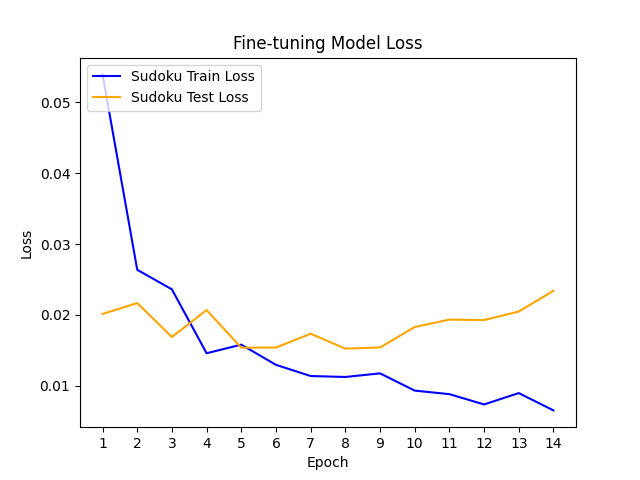 Fine-tuning Model Loss
Sudoku Train Loss
Sudoku Test Loss
0.05
0.04
0.03
0.02
0.01
Loss
1 2 3 4 5 6 7 8 9 10 11 12 13 14
Epoch